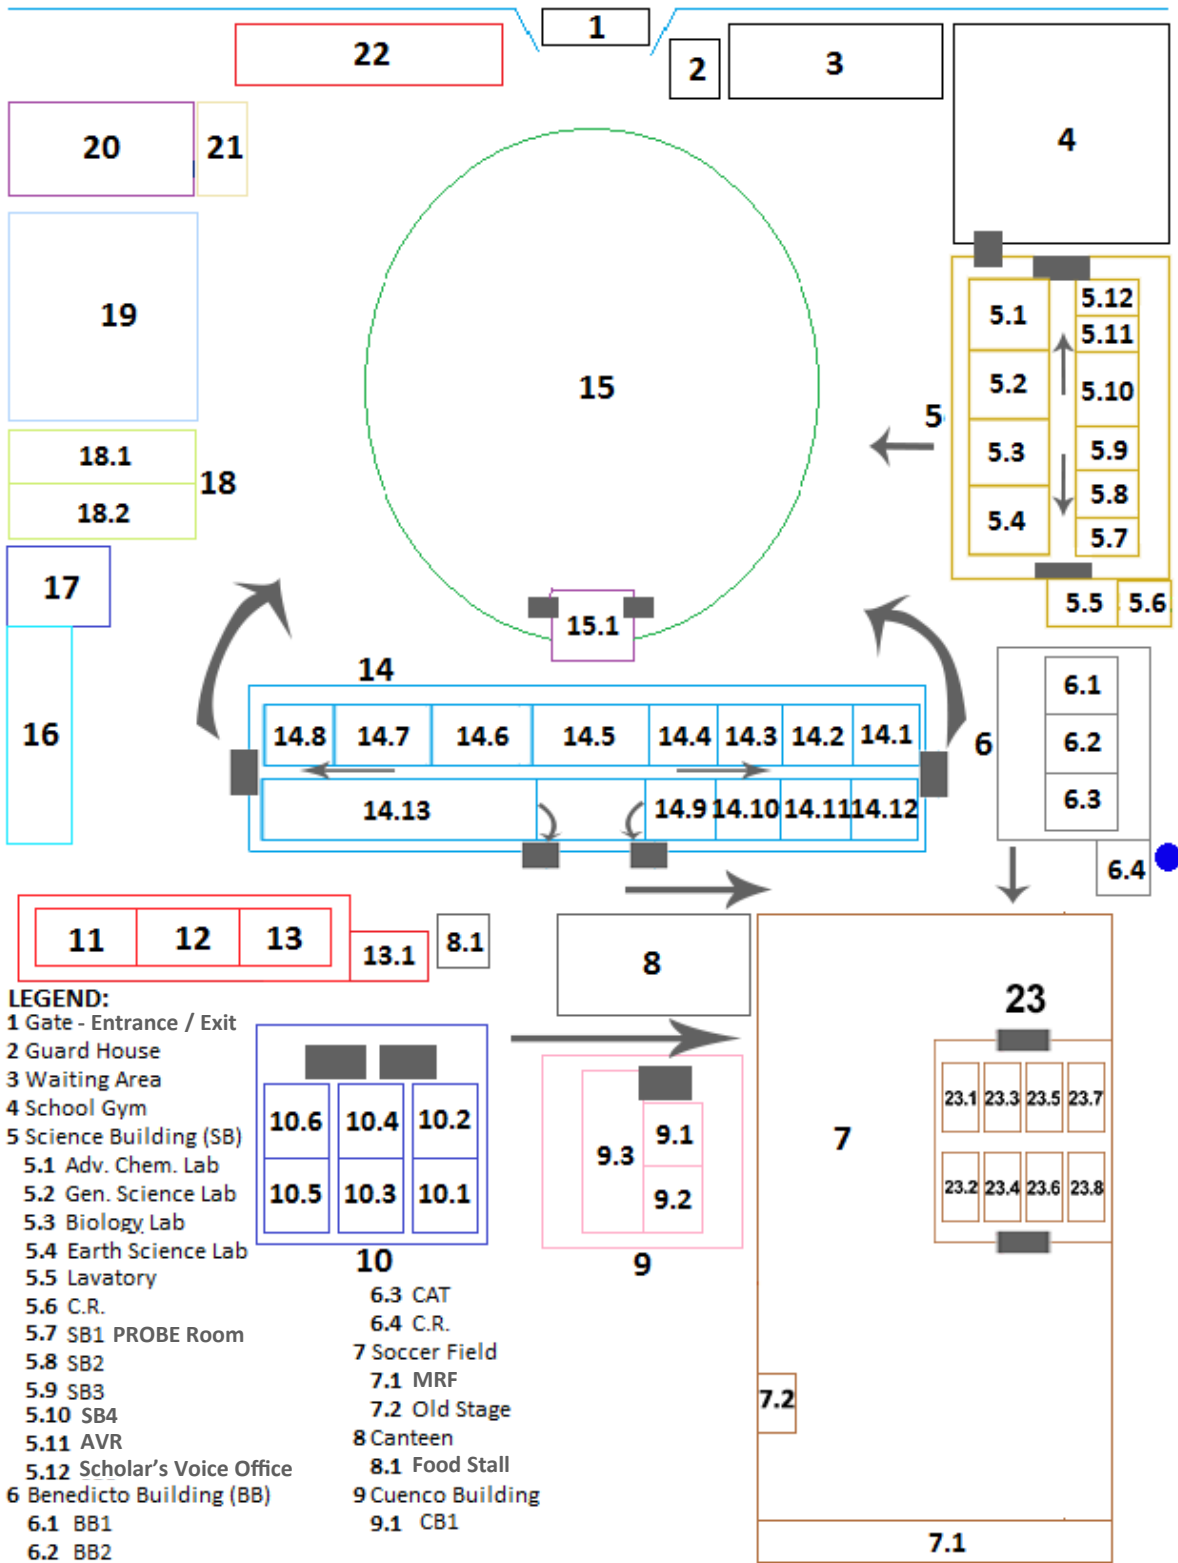 1
22
2
3
4
20
21
19
15
5
5.1
5.12
5.11
5.2
5.10
5.3
5.9
5.8
5.4
5.7
5.5
5.6
18.1
18
18.2
17
15.1
14
16
14.8
14.7
14.6
14.5
14.4
14.3
14.2
14.1
14.13
14.9
14.10
14.11
14.12
6
6.1
6.2
6.3
6.4
11
12
13
13.1
8.1
8
23
7
23.1
23.3
23.5
23.7
23.2
23.4
23.6
23.8
10.6
10.4
10.2
10.5
10.3
10.1
10
9.3
9.1
9.2
9
7.2
7.1
LEGEND:
1 Gate - Entrance / Exit
2 Guard House
3 Waiting Area
4 School Gym
5 Science Building (SB)
5.1 Adv. Chem. Lab
5.2 Gen. Science Lab
5.3 Biology Lab
5.4 Earth Science Lab
5.5 Lavatory
5.6 C.R.
5.7 SB1 PROBE Room
5.8 SB2
5.9 SB3
5.10 SB4
5.11 AVR
5.12 Scholar's Voice Office
6 Benedicto Building (BB)
6.1 BB1
6.2 BB2
6.3 CAT
6.4 C.R.
7 Soccer Field
7.1 MRF
7.2 Old Stage
8 Canteen
8.1 Food Stall
9 Cuenco Building
9.1 CB1